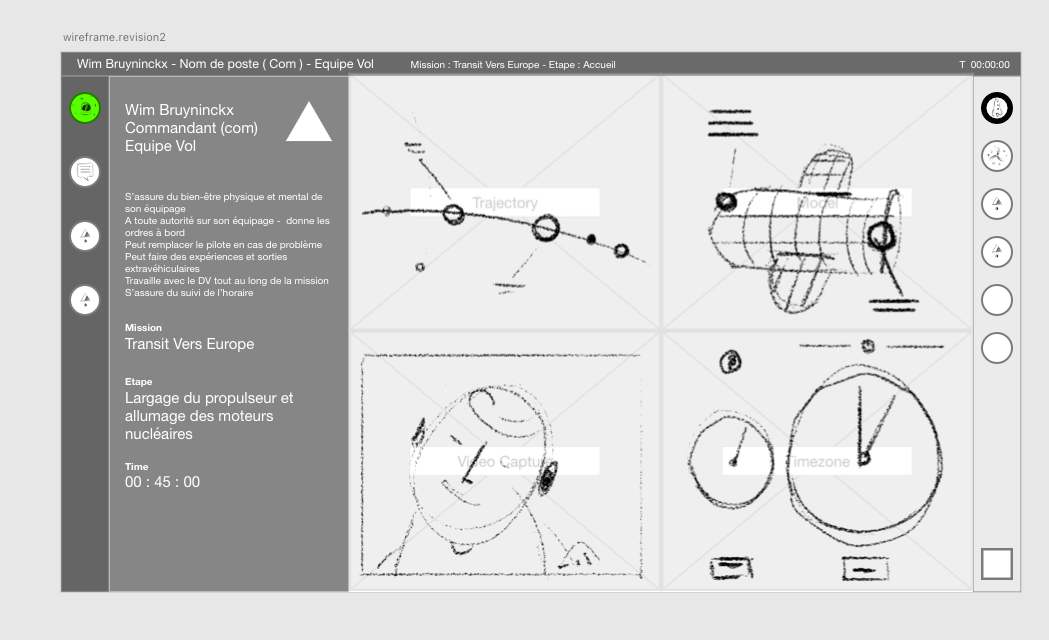 wireframe.revision2
Wim Bruyninckx - Nom de poste ( Com ) - Equipe Vol
Mission : Transit Vers Europe - Etape : Accueil
T 00:00:00
Wim Bruyninckx
Commandant (com)
Equipe Vol
S'assure du bien-être physique et mental de
son équipage
A toute autorité sur son équipage - donne les
ordres à bord
Peut remplacer le pilote en cas de problème
Peut faire des expériences et sorties
extravéhiculaires
Travaille avec le DV tout au long de la mission
S'assure du suivi de l'horaire
Mission
Transit Vers Europe
Etape
Largage du propulseur et
allumage des moteurs
nucléaires
Time
00 : 45 : 00
Trajectory
Model
Video Capture
Timezone